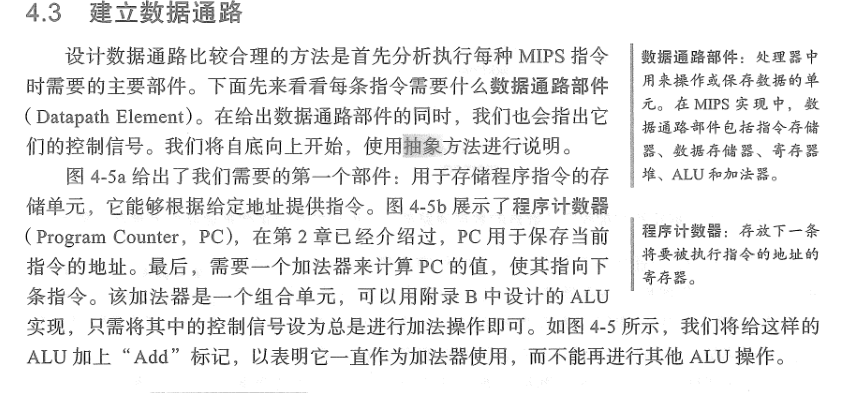 4.3 建立数据通路
设计数据通路比较合理的方法是首先分析执行每种 MIPS 指令
时需要的主要部件。下面先来看看每条指令需要什么数据通路部件
(Datapath Element)。在给出数据通路部件的同时，我们也会指出它
们的控制信号。我们将自底向上开始，使用抽象方法进行说明。
图 4-5a 给出了我们需要的第一个部件：用于存储程序指令的存
储单元，它能够根据给定地址提供指令。图 4-5b 展示了程序计数器
(Program Counter，PC)，在第 2 章已经介绍过，PC 用于保存当前
指令的地址。最后，需要一个加法器来计算 PC 的值，使其指向下
条指令。该加法器是一个组合单元，可以用附录 B 中设计的 ALU
实现，只需将其中的控制信号设为总是进行加法操作即可。如图 4-5 所示，我们将给这样的
ALU 加上“Add”标记，以表明它一直作为加法器使用，而不能再进行其他 ALU 操作。
数据通路部件：处理器中
用来操作或保存数据的单
元。在 MIPS 实现中，数
据通路部件包括指令存储
器、数据存储器、寄存器
堆、ALU 和加法器。
程序计数器：存放下一条
将要被执行指令的地址的
寄存器。